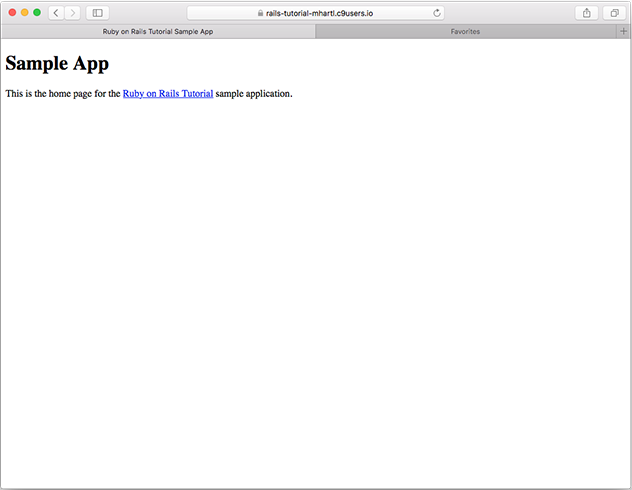 rails-tutorial-mhartl.c9users.io
Ruby on Rails Tutorial Sample App
Favorites
Sample App
This is the home page for the Ruby on Rails Tutorial sample application.